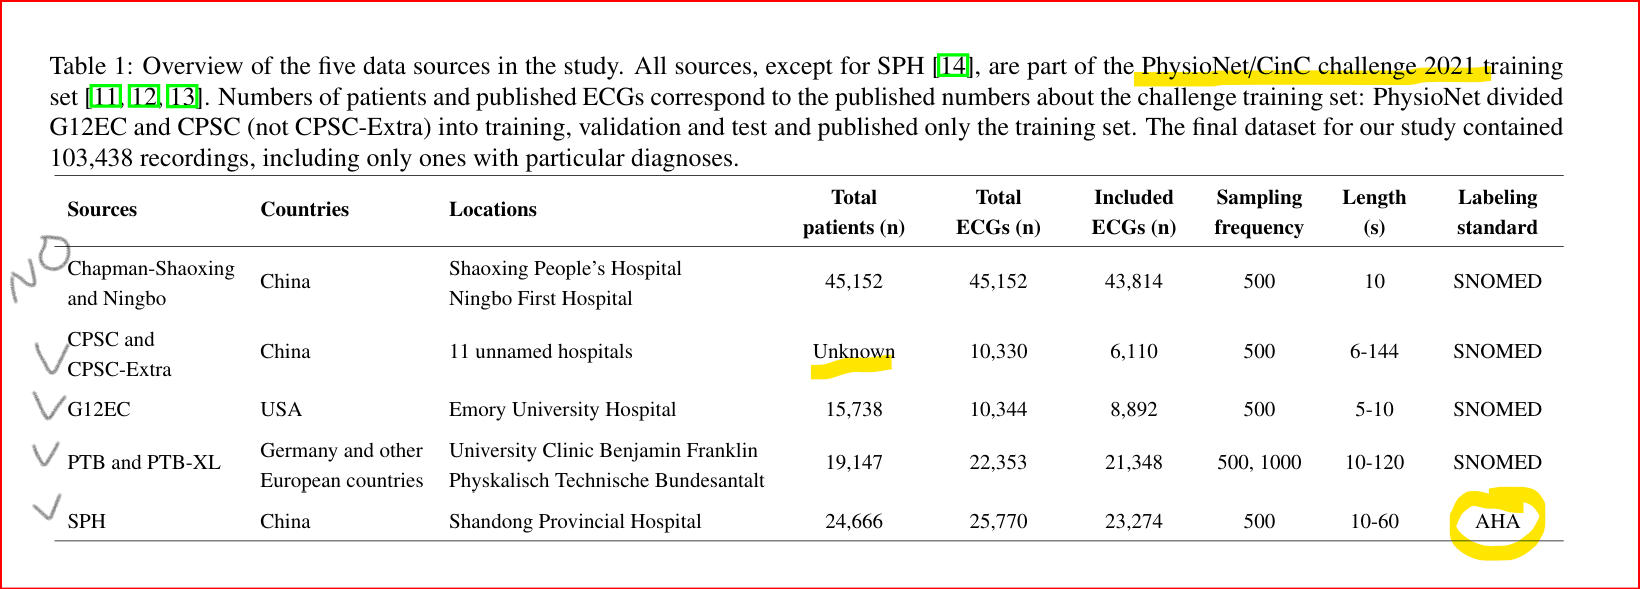 Table 1: Overview of the five data sources in the study. All sources, except for SPH [14], are part of the PhysioNet/CinC challenge 2021 training
set [11, 12, 13]. Numbers of patients and published ECGs correspond to the published numbers about the challenge training set: PhysioNet divided
G12EC and CPSC (not CPSC-Extra) into training, validation and test and published only the training set. The final dataset for our study contained
103,438 recordings, including only ones with particular diagnoses.
Sources Countries Locations Total patients (n) Total ECGs (n) Included ECGs (n) Sampling frequency Length (s) Labeling standard
NO
Chapman-Shaoxing and Ningbo China Shaoxing People's Hospital Ningbo First Hospital 45,152 45,152 43,814 500 10 SNOMED
CPSC and CPSC-Extra China 11 unnamed hospitals Unknown 10,330 6,110 500 6-144 SNOMED
G12EC USA Emory University Hospital 15,738 10,344 8,892 500 5-10 SNOMED
PTB and PTB-XL Germany and other European countries University Clinic Benjamin Franklin Physkalisch Technische Bundesantalt 19,147 22,353 21,348 500, 1000 10-120 SNOMED
SPH China Shandong Provincial Hospital 24,666 25,770 23,274 500 10-60 AHA